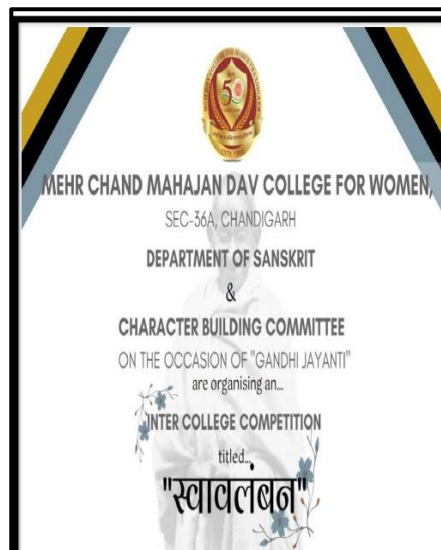 50
MEHR CHAND MAHAJAN DAV COLLEGE FOR WOMEN,
SEC-36A, CHANDIGARH
DEPARTMENT OF SANSKRIT
&
CHARACTER BUILDING COMMITTEE
ON THE OCCASION OF "GANDHI JAYANTI"
are organising an...
INTER COLLEGE COMPETITION
titled...
"स्वावलंबन"